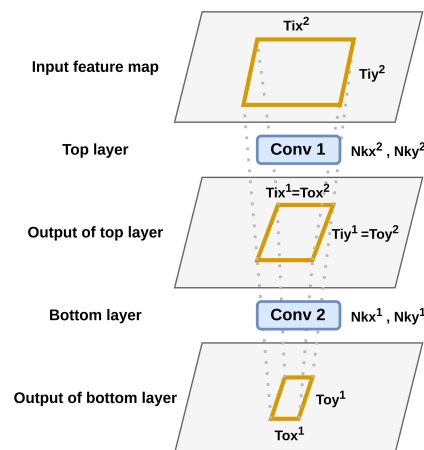 Tix²
Input feature map
Tiy²
Top layer
Conv 1
Nkx² , Nky²
Tix¹=Tox²
Output of top layer
Tiy¹ =Toy²
Bottom layer
Conv 2
Nkx¹ , Nky¹
Output of bottom layer
Toy¹
Tox¹